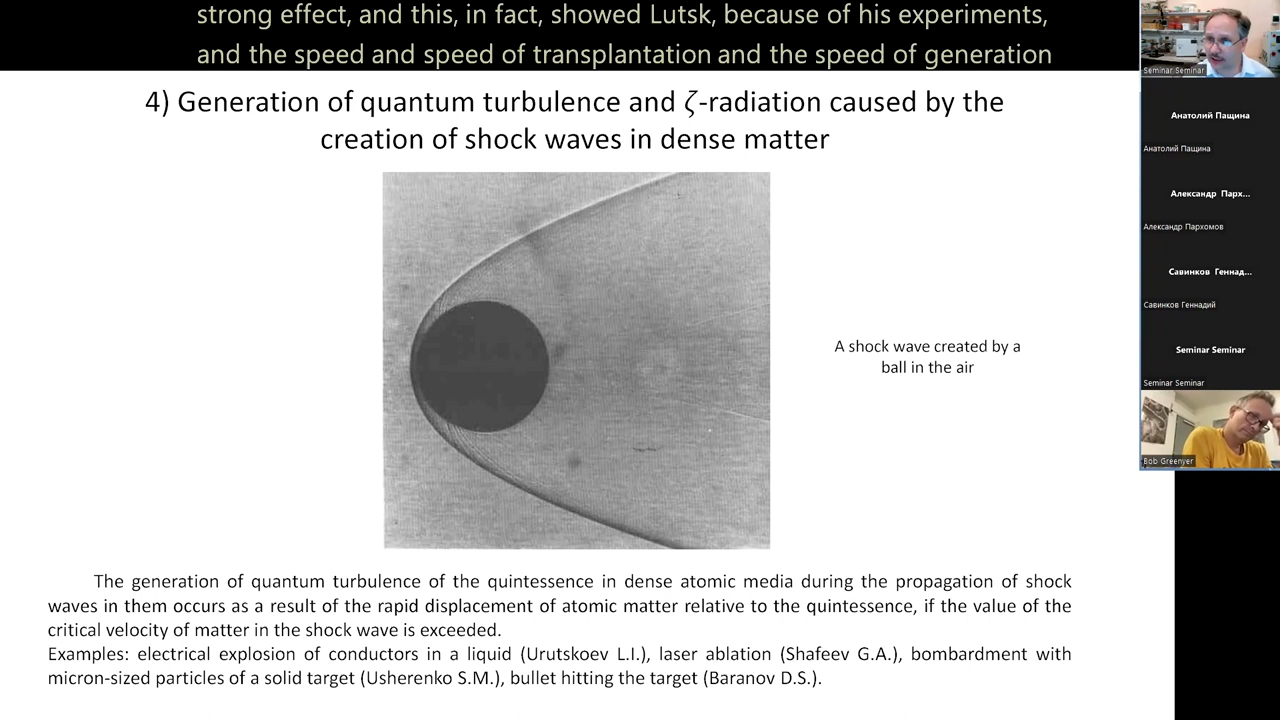 strong effect, and this, in fact, showed Lutsk, because of his experiments,
and the speed and speed of transplantation and the speed of generation
4) Generation of quantum turbulence and ζ-radiation caused by the
creation of shock waves in dense matter
A shock wave created by a
ball in the air
The generation of quantum turbulence of the quintessence in dense atomic media during the propagation of shock
waves in them occurs as a result of the rapid displacement of atomic matter relative to the quintessence, if the value of the
critical velocity of matter in the shock wave is exceeded.
Examples: electrical explosion of conductors in a liquid (Urutskoev L.I.), laser ablation (Shafeev G.A.), bombardment with
micron-sized particles of a solid target (Usherenko S.M.), bullet hitting the target (Baranov D.S.).
Seminar Seminar
Анатолий Пащина
Анатолий Пащина
Александр Парх...
Александр Пархомов
Савинков Геннад...
Савинков Геннадий
Seminar Seminar
Seminar Seminar
Bob Greenyer